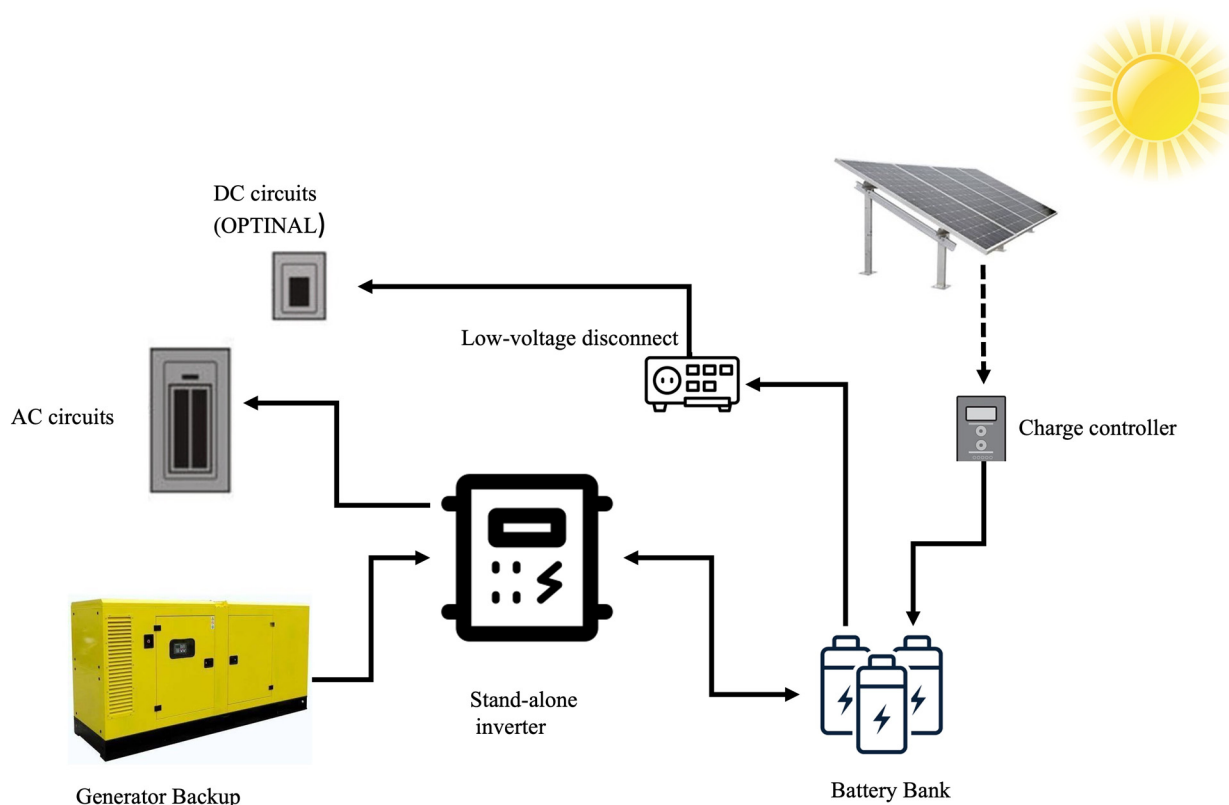 DC circuits
(OPTINAL)
Low-voltage disconnect
AC circuits
Charge controller
Stand-alone
inverter
Generator Backup
Battery Bank